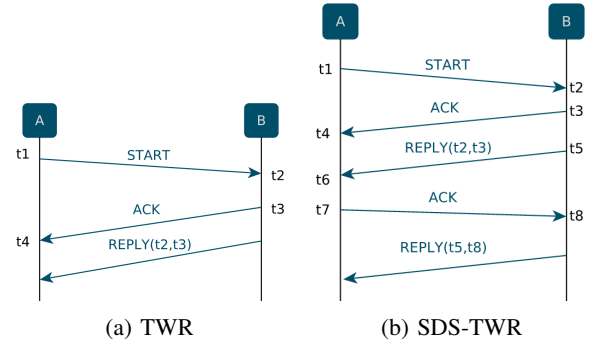 A
B
t1
START
t2
t3
ACK
t4
REPLY(t2,t3)
(a) TWR
A
B
t1
START
t2
ACK
t3
t4
REPLY(t2,t3)
t5
t6
t7
ACK
t8
REPLY(t5,t8)
(b) SDS-TWR